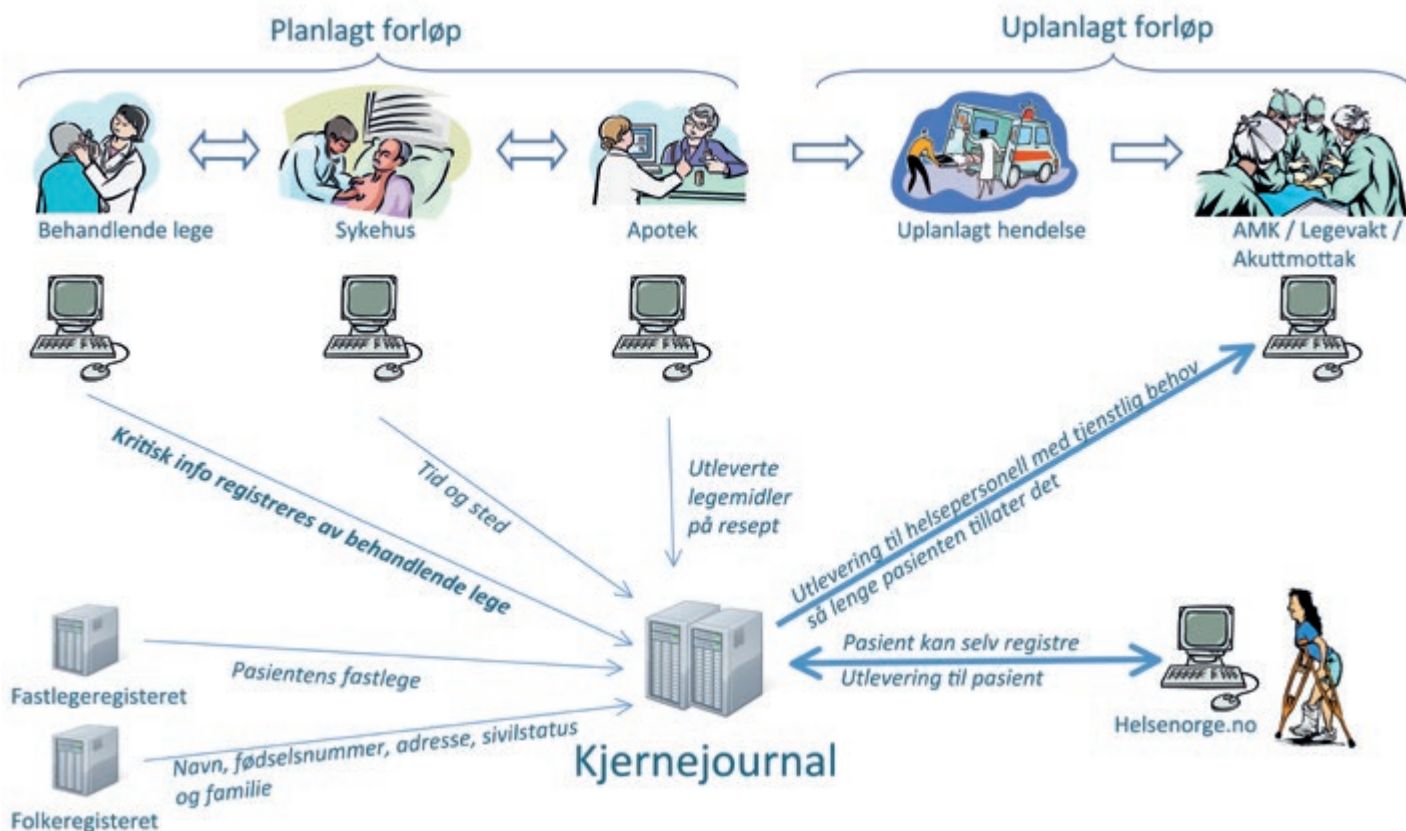 Planlagt forløp
Uplanlagt forløp
Behandlende lege
Sykehus
Apotek
Uplanlagt hendelse
AMK / Legevakt /
Akuttmottak
Kritisk info registreres av behandlende lege
Tid og sted
Utleverte
legemidler
på resept
Utlevering til helsepersonell med tjenstlig behov
så lenge pasienten tillater det
Fastlegeregisteret
Pasientens fastlege
Pasient kan selv registre
Utlevering til pasient
Helsenorge.no
Navn, fødselsnummer, adresse, sivilstatus
og familie
Kjernejournal
Folkeregisteret